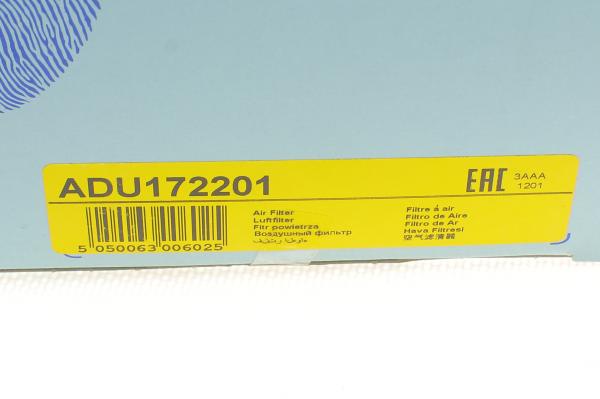 ADU172201
EAC
3AAA
1201
5 050063 006025
Air Filter
Luftfilter
Fitr powietrza
Воздушный фильтр
Filtre á air
Filtro de Aire
Filtro de Ar
Hava Filtresi
空气滤清器